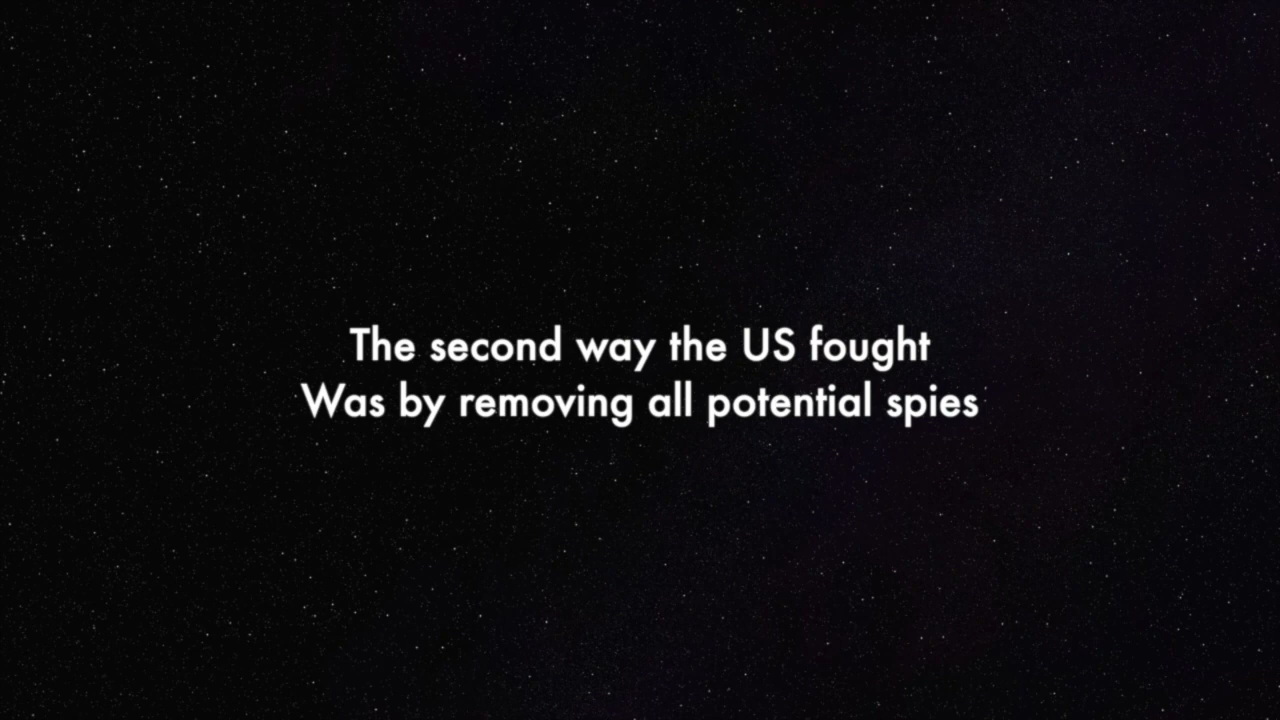 The second way the US fought
Was by removing all potential spies